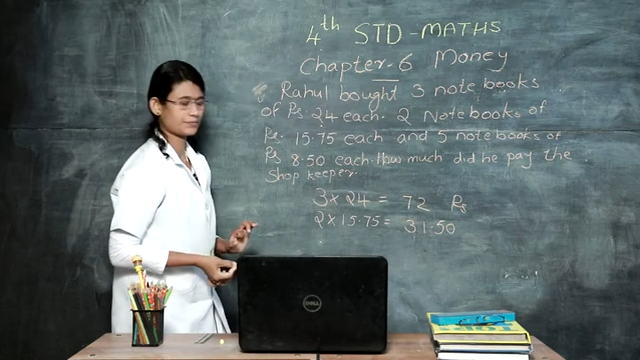 4th STD-MATHS
Chapter-6 Money
Rahul bought 3 note books
of Rs. 24 each. 2 Notebooks of
Rs. 15.75 each and 5 notebooks of
Rs 8.50 each. How much did he pay the
Shop keeper.
3 × 24 = 72 Rs
2 × 15.75 = 31.50
DELL